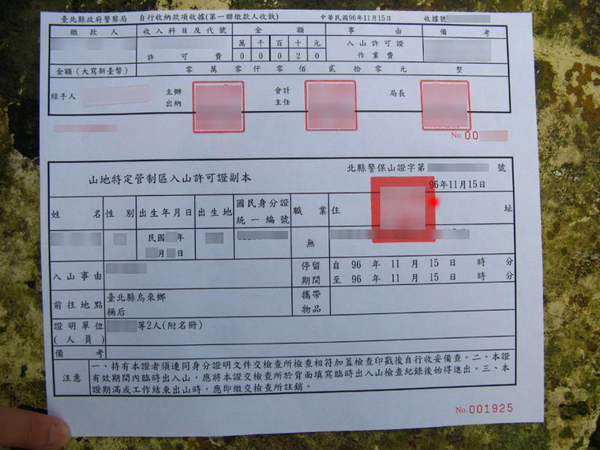 臺北縣政府警察局 自行收納款項收據(第一聯繳款人收執) 中華民國96年11月15日 收據號
繳款人 收入科目及代號 金額 事由 備考
萬 千 百 十 元
許可費 0 0 0 2 0 入山許可證作業費
金額(大寫新臺幣) 零萬 零仟 零佰 貳拾 零元 整
經手人 主辦出納 會計主任 局長
No. 00
北縣警保山證字第 號
山地特定管制區入山許可證副本 96年11月15日
姓名 性別 出生年月日 出生地 國民身分證統一編號 職業 住址
民國 年 月 日 無
入山事由 停留期間 自 96 年 11 月 15 日 時 分
至 96 年 11 月 15 日 時 分
前往地點 臺北縣烏來鄉 桶后 攜帶物品
證明單位(人員) 等2人(附名冊)
備考
注意 一、持有本證者須連同身分證明文件交檢查所檢查相符加蓋檢查印戳後自行收妥備查。二、本證
有效期間內臨時出入山,應將本證交檢查所於背面填寫臨時出入山檢查紀錄後始得進出。三、本
證期滿或工作結束出山時,應即繳交檢查所註銷。
No. 001925